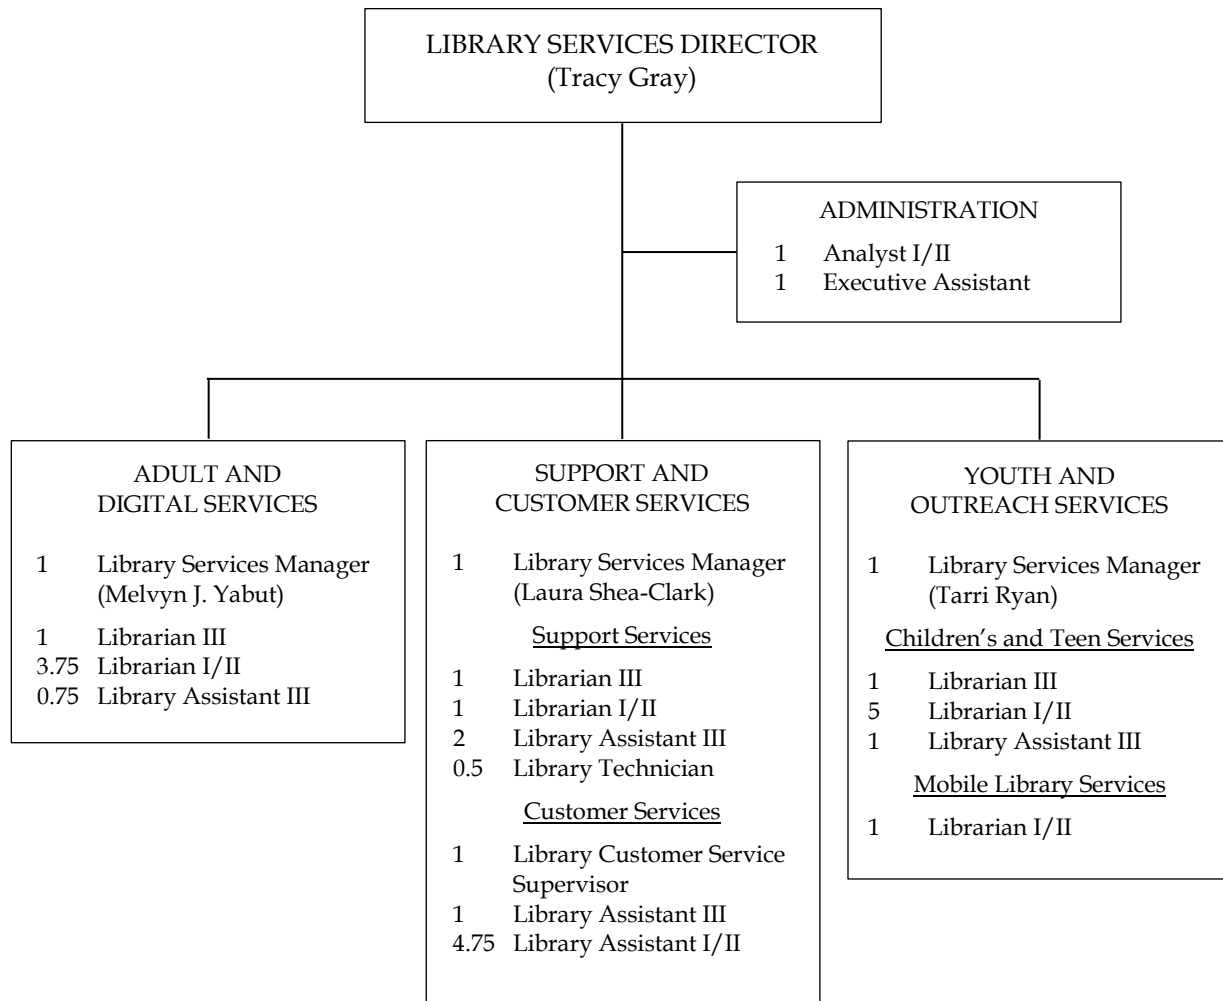 LIBRARY SERVICES DIRECTOR
(Tracy Gray)
ADMINISTRATION
1 Analyst I/II
1 Executive Assistant
ADULT AND
DIGITAL SERVICES
1 Library Services Manager
(Melvyn J. Yabut)
1 Librarian III
3.75 Librarian I/II
0.75 Library Assistant III
SUPPORT AND
CUSTOMER SERVICES
1 Library Services Manager
(Laura Shea-Clark)
Support Services
1 Librarian III
1 Librarian I/II
2 Library Assistant III
0.5 Library Technician
Customer Services
1 Library Customer Service
Supervisor
1 Library Assistant III
4.75 Library Assistant I/II
YOUTH AND
OUTREACH SERVICES
1 Library Services Manager
(Tarri Ryan)
Children’s and Teen Services
1 Librarian III
5 Librarian I/II
1 Library Assistant III
Mobile Library Services
1 Librarian I/II